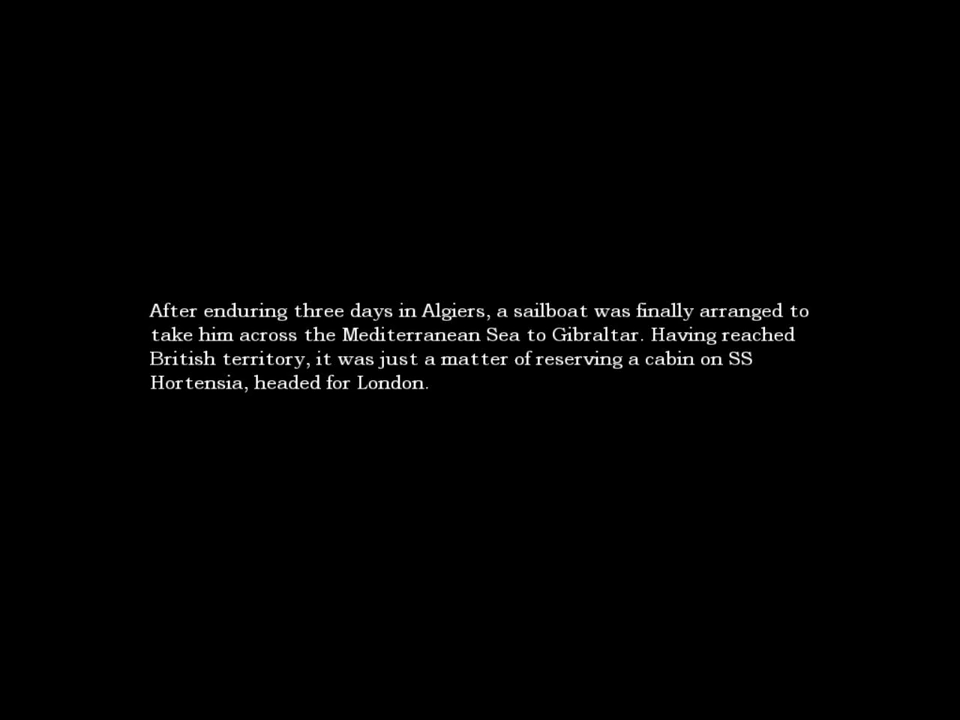 After enduring three days in Algiers, a sailboat was finally arranged to
take him across the Mediterranean Sea to Gibraltar. Having reached
British territory, it was just a matter of reserving a cabin on SS
Hortensia, headed for London.